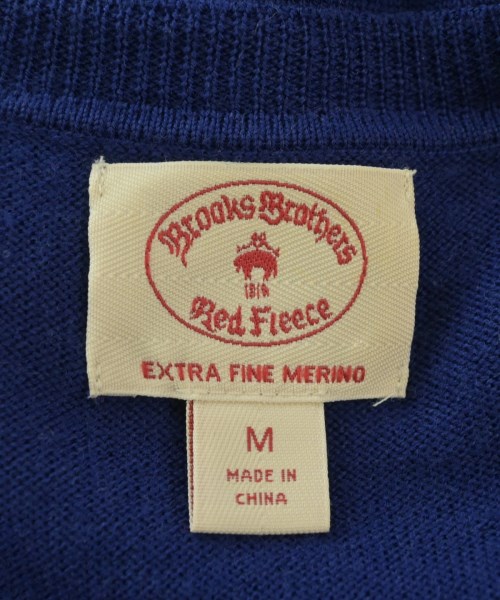 Brooks Brothers
1818
Red Fleece
EXTRA FINE MERINO
M
MADE IN
CHINA